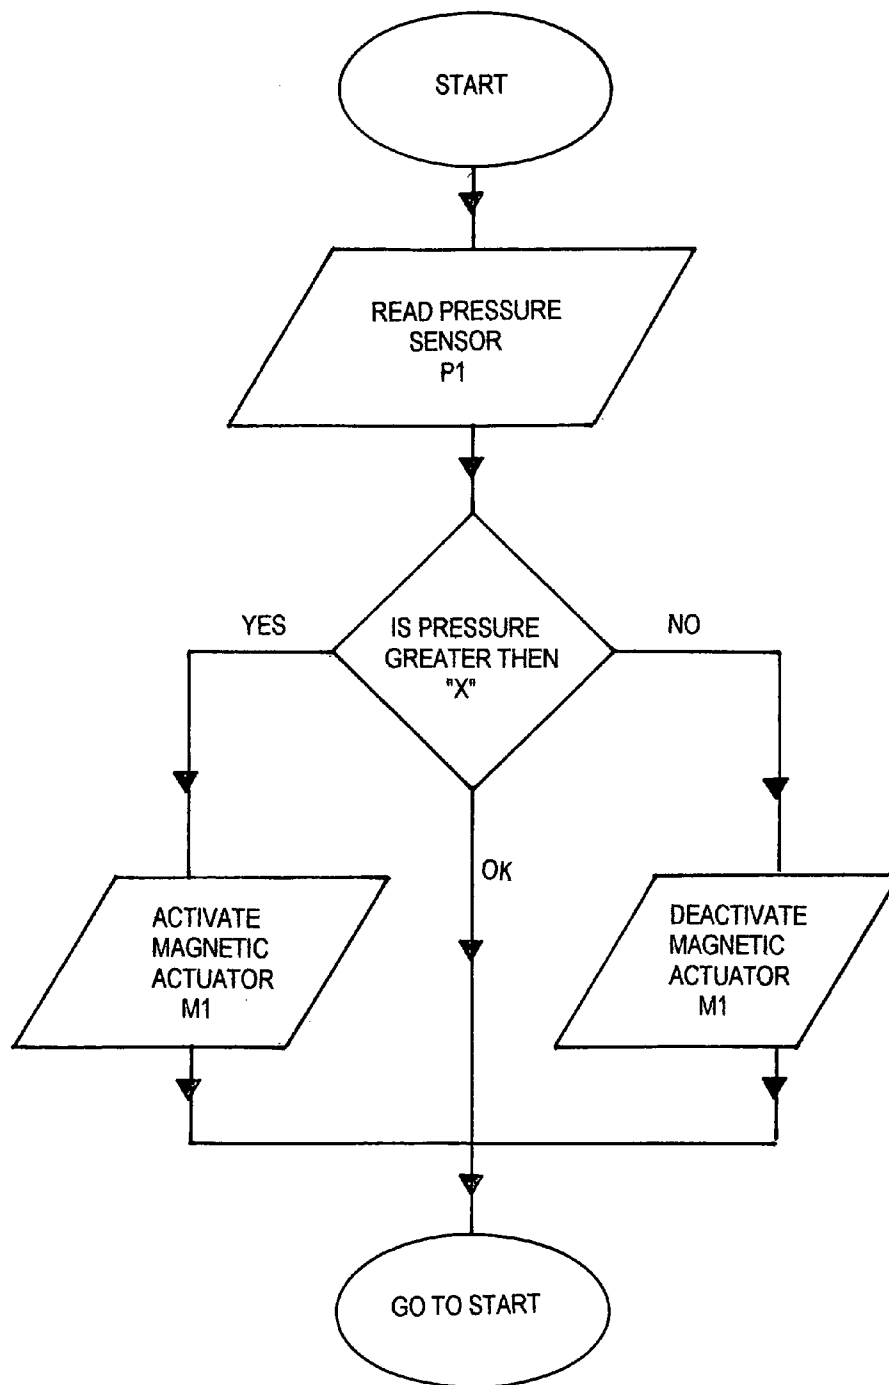 START
READ PRESSURE
SENSOR
P1
YES
IS PRESSURE
GREATER THEN
"X"
NO
OK
ACTIVATE
MAGNETIC
ACTUATOR
M1
DEACTIVATE
MAGNETIC
ACTUATOR
M1
GO TO START